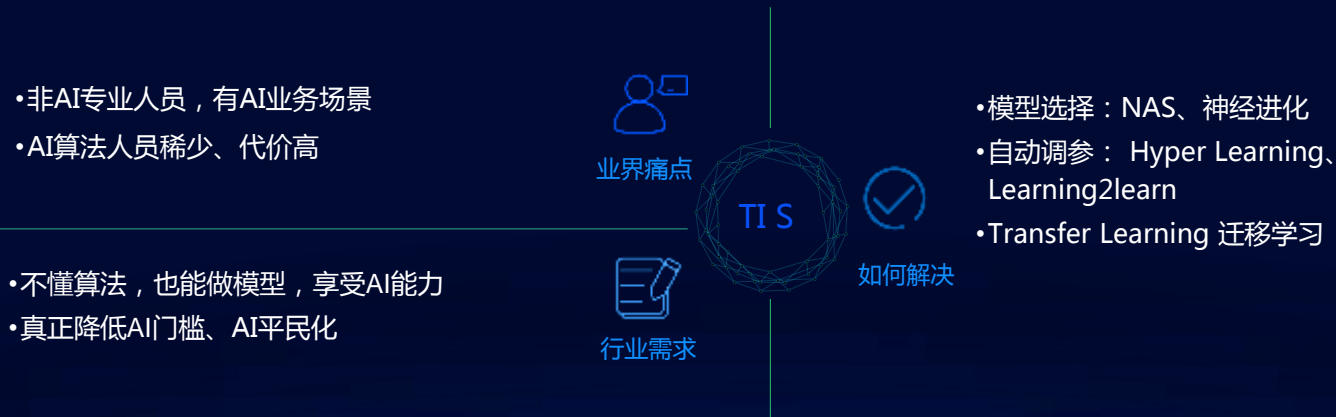 •非AI专业人员，有AI业务场景
•AI算法人员稀少、代价高
业界痛点
•不懂算法，也能做模型，享受AI能力
•真正降低AI门槛、AI平民化
行业需求
TI S
如何解决
•模型选择：NAS、神经进化
•自动调参： Hyper Learning、
Learning2learn
•Transfer Learning 迁移学习